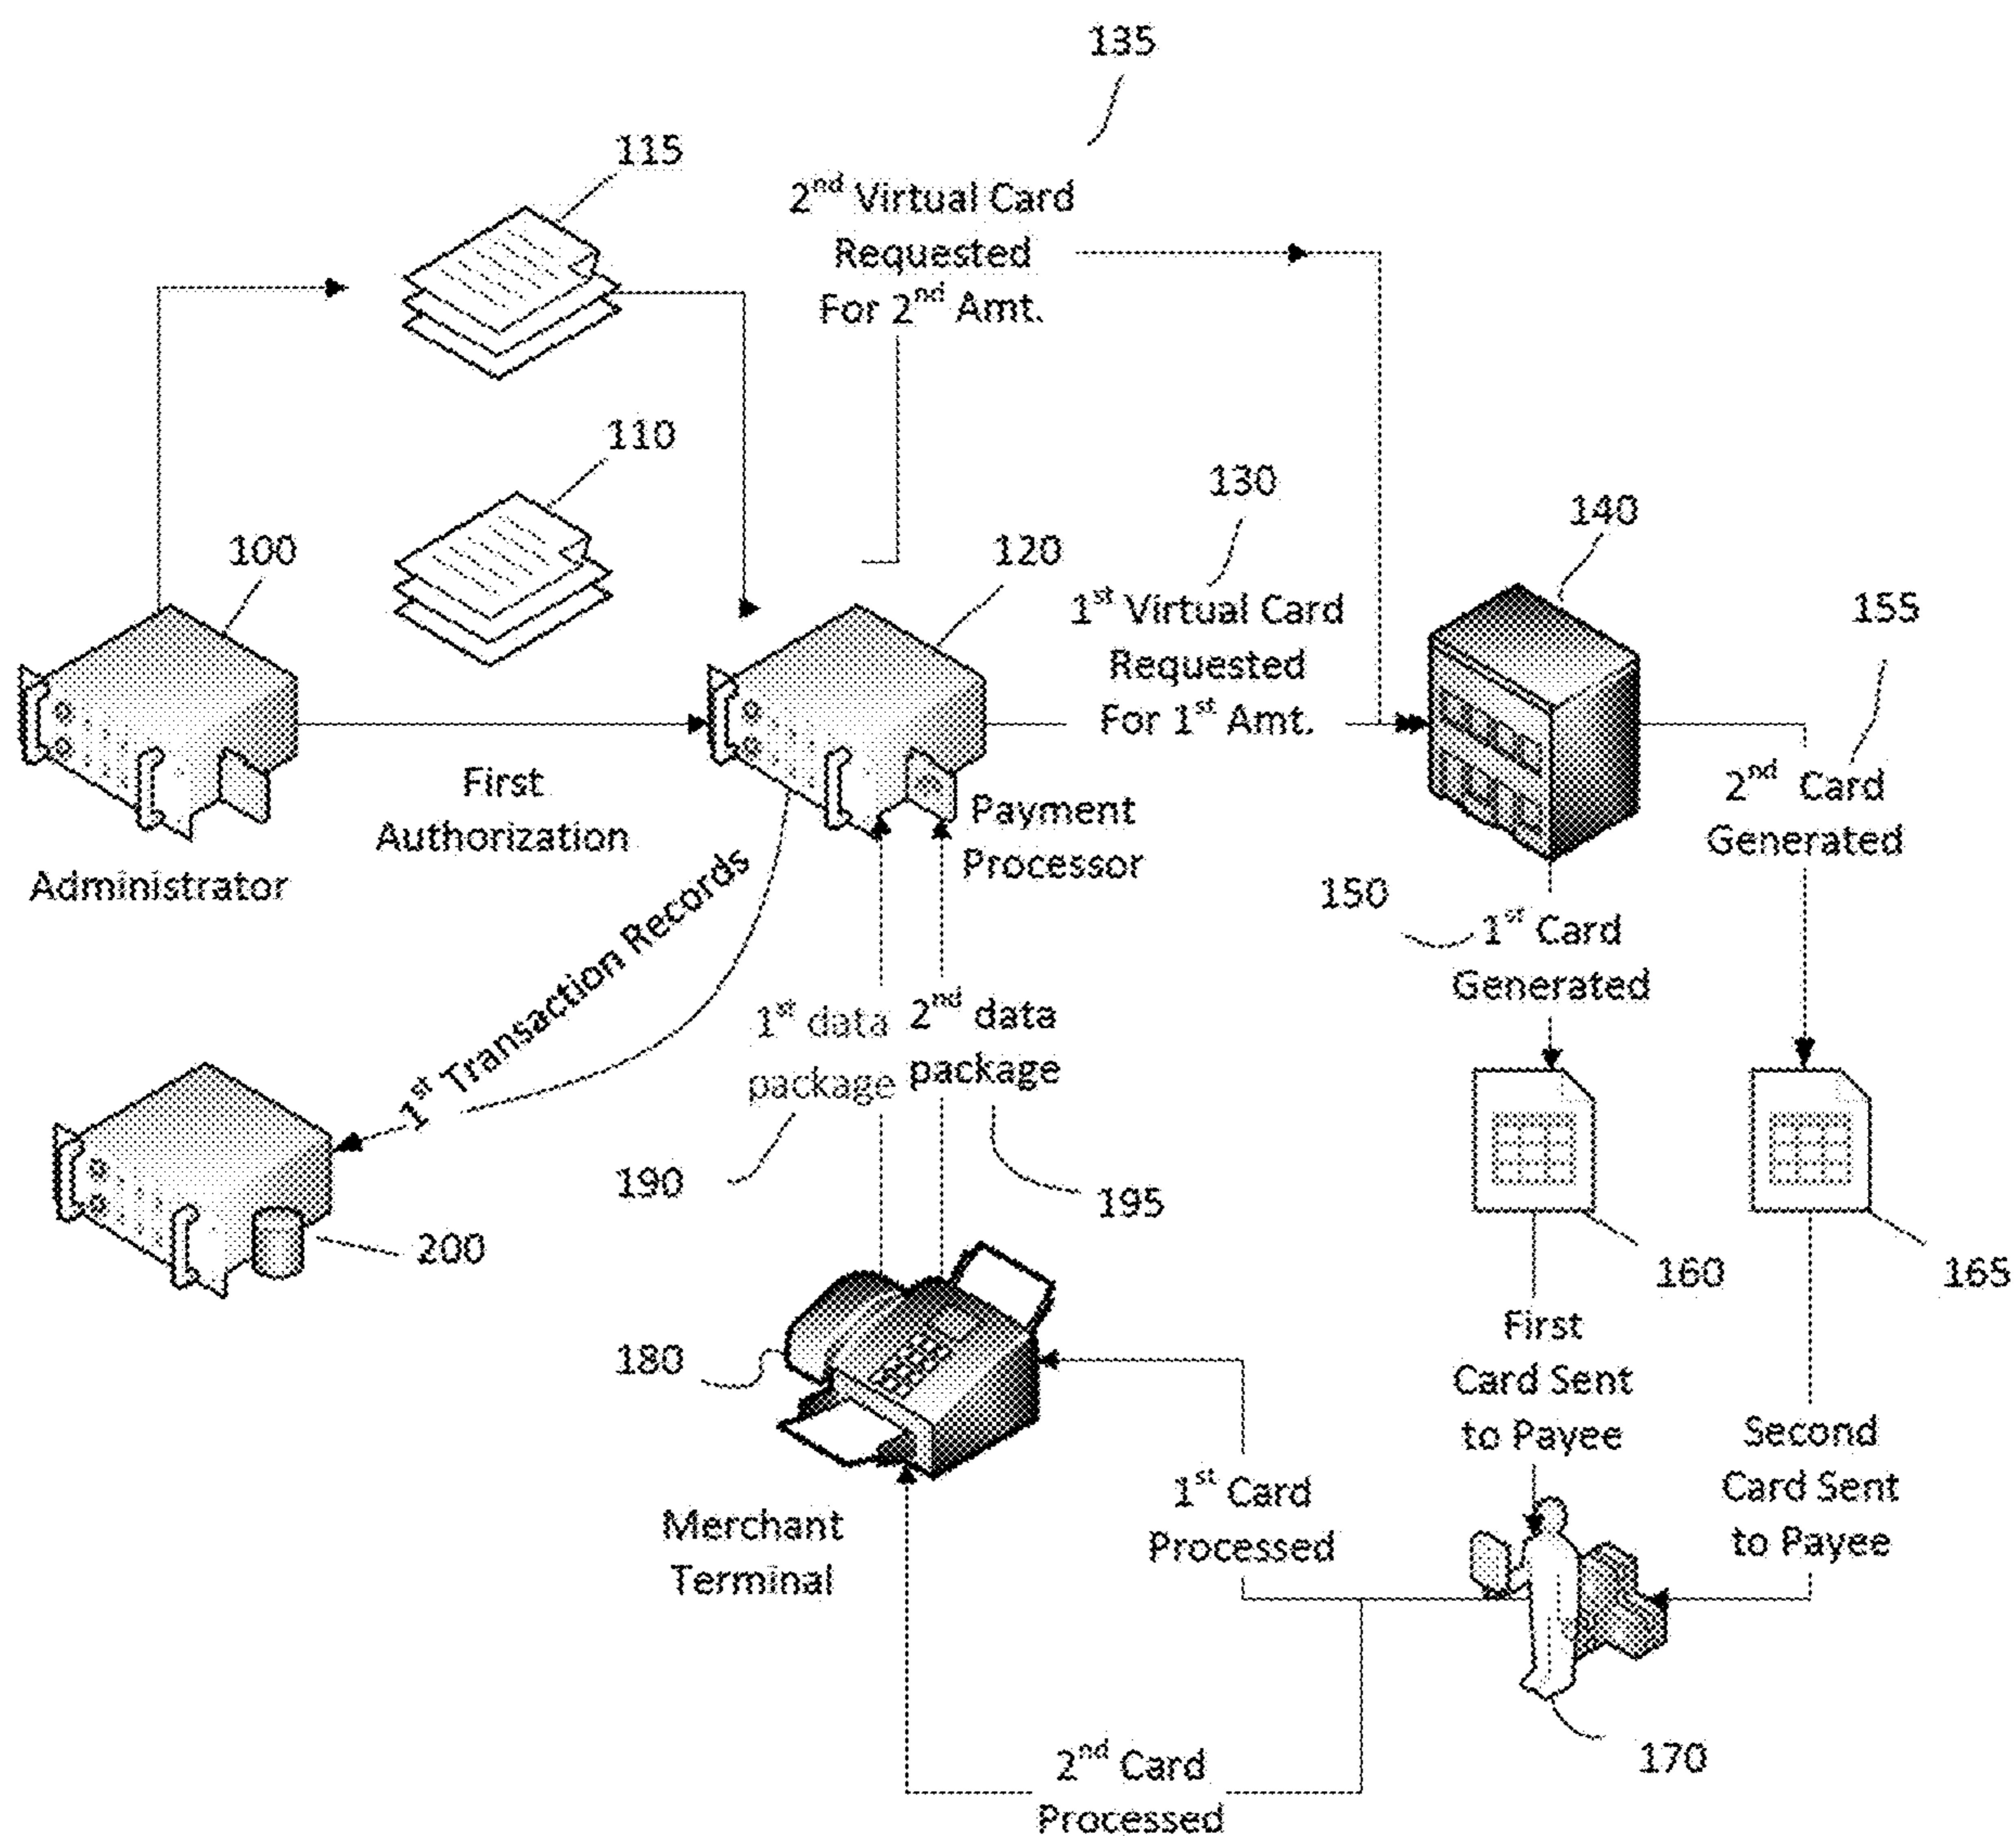 135
115
2nd Virtual Card
Requested
For 2nd Amt.
110
130
140
100
120
1st Virtual Card
Requested
For 1st Amt.
155
2nd Card
Generated
First
Authorization
Payment
Processor
Administrator
150
1st Card
Generated
1st Transaction Records
1st data
package
2nd data
package
190
195
200
160
165
180
First
Card Sent
to Payee
Second
Card Sent
to Payee
1st Card
Processed
Merchant
Terminal
170
2nd Card
Processed